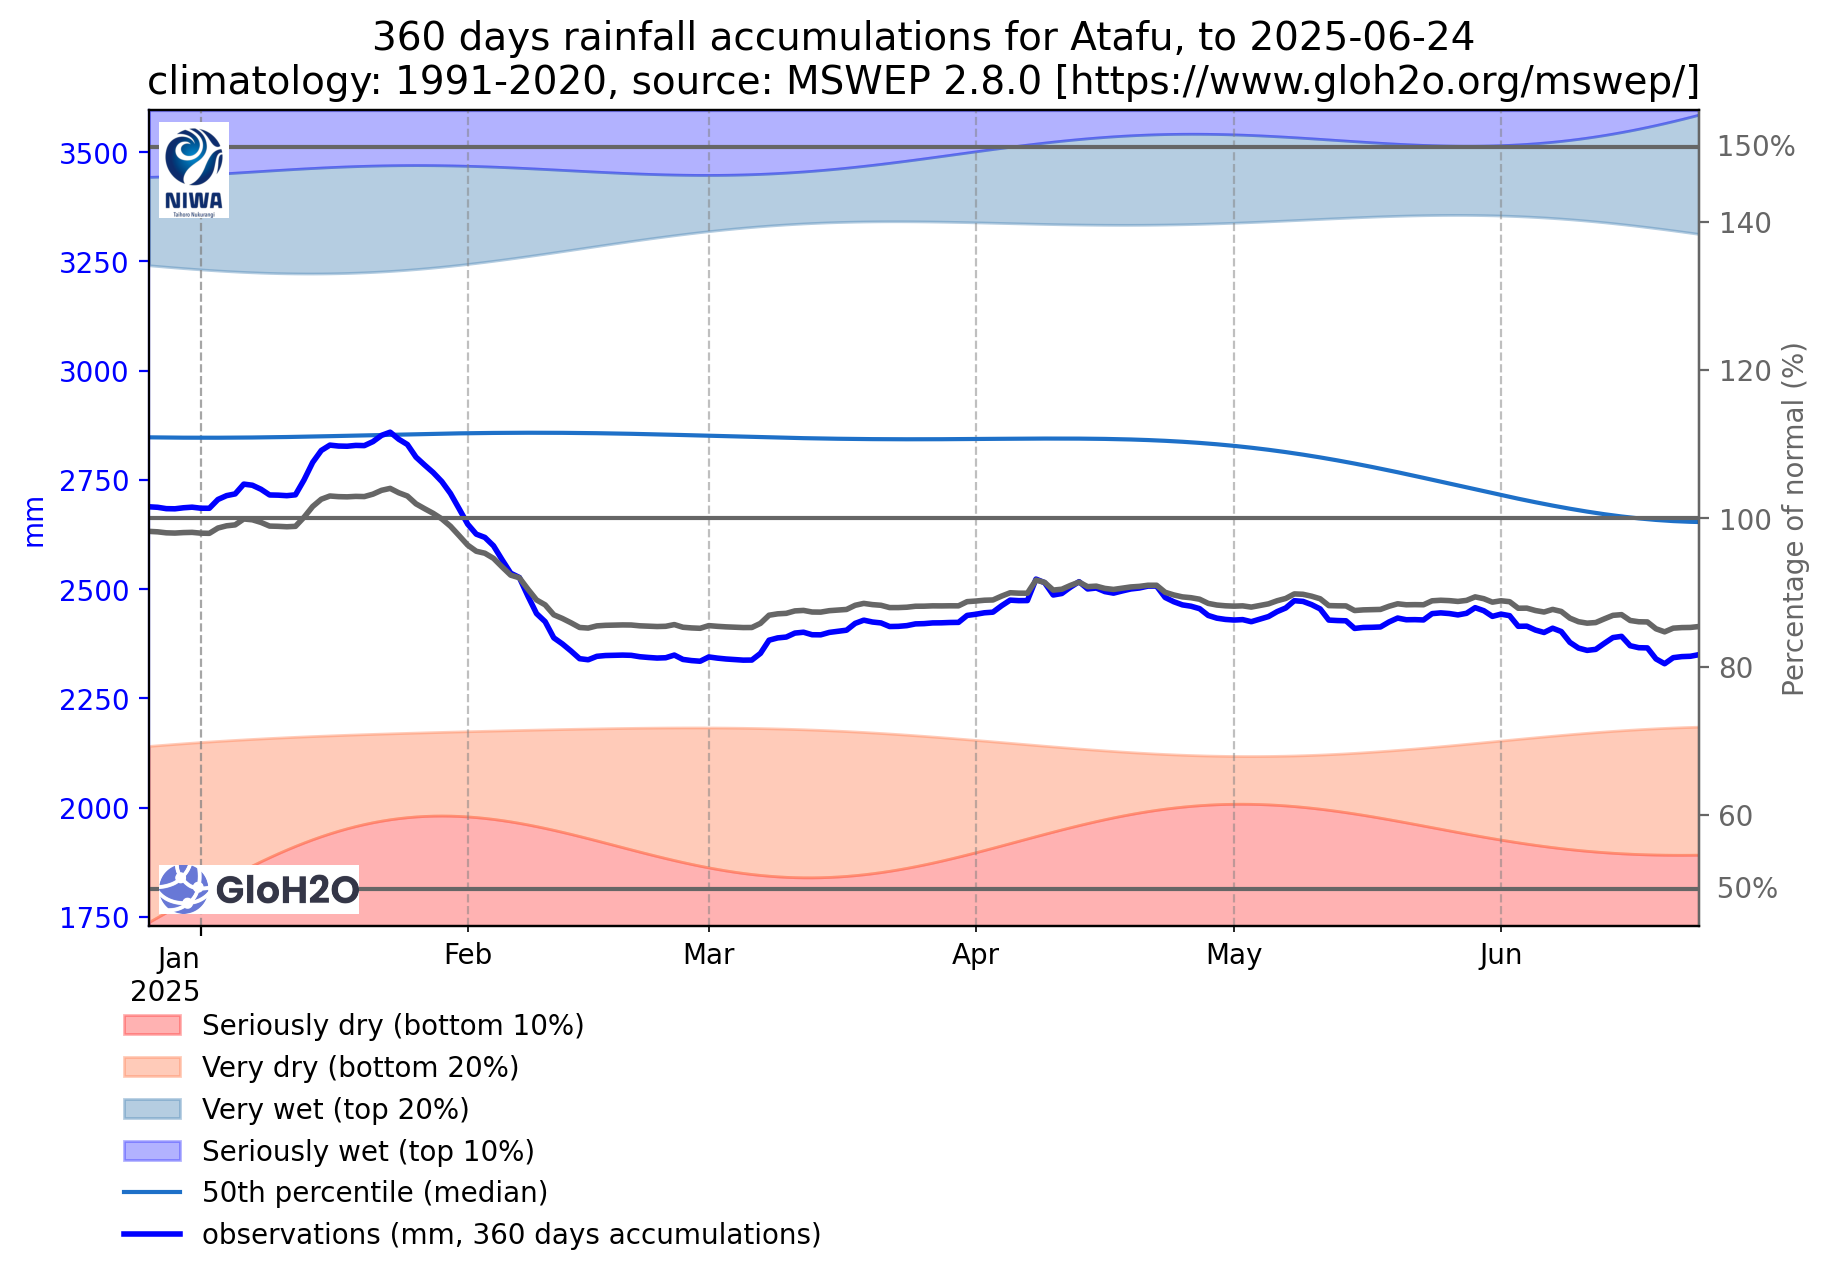 360 days rainfall accumulations for Atafu, to 2025-06-24
climatology: 1991-2020, source: MSWEP 2.8.0 [https://www.gloh2o.org/mswep/]
NIWA
Taihoro Nukurangi
3500
3250
3000
2750
2500
2250
2000
1750
mm
150%
140
120
100
80
60
50%
Percentage of normal (%)
GloH2O
Jan
2025
Feb
Mar
Apr
May
Jun
Seriously dry (bottom 10%)
Very dry (bottom 20%)
Very wet (top 20%)
Seriously wet (top 10%)
50th percentile (median)
observations (mm, 360 days accumulations)